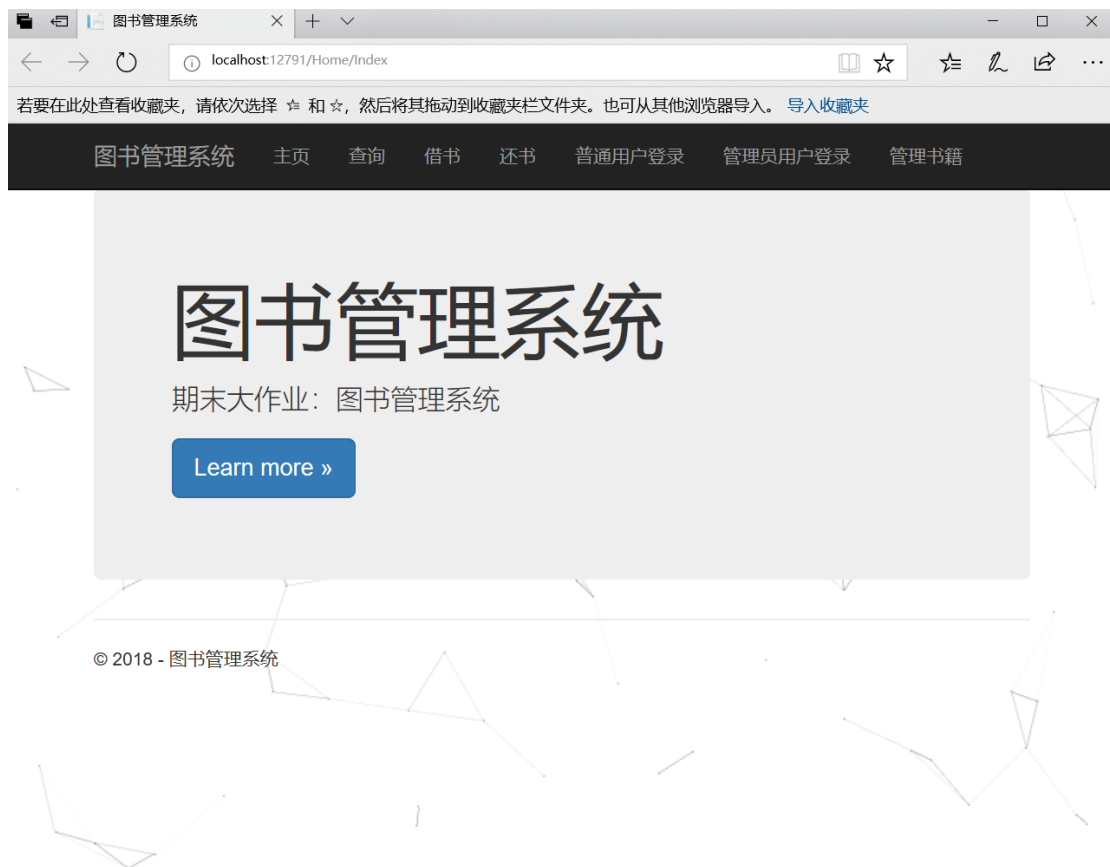 图书管理系统
localhost:12791/Home/Index
若要在此处查看收藏夹，请依次选择 和 ，然后将其拖动到收藏夹栏文件夹。也可从其他浏览器导入。 导入收藏夹
图书管理系统 主页 查询 借书 还书 普通用户登录 管理员用户登录 管理书籍
图书管理系统
期末大作业：图书管理系统
Learn more »
© 2018 - 图书管理系统